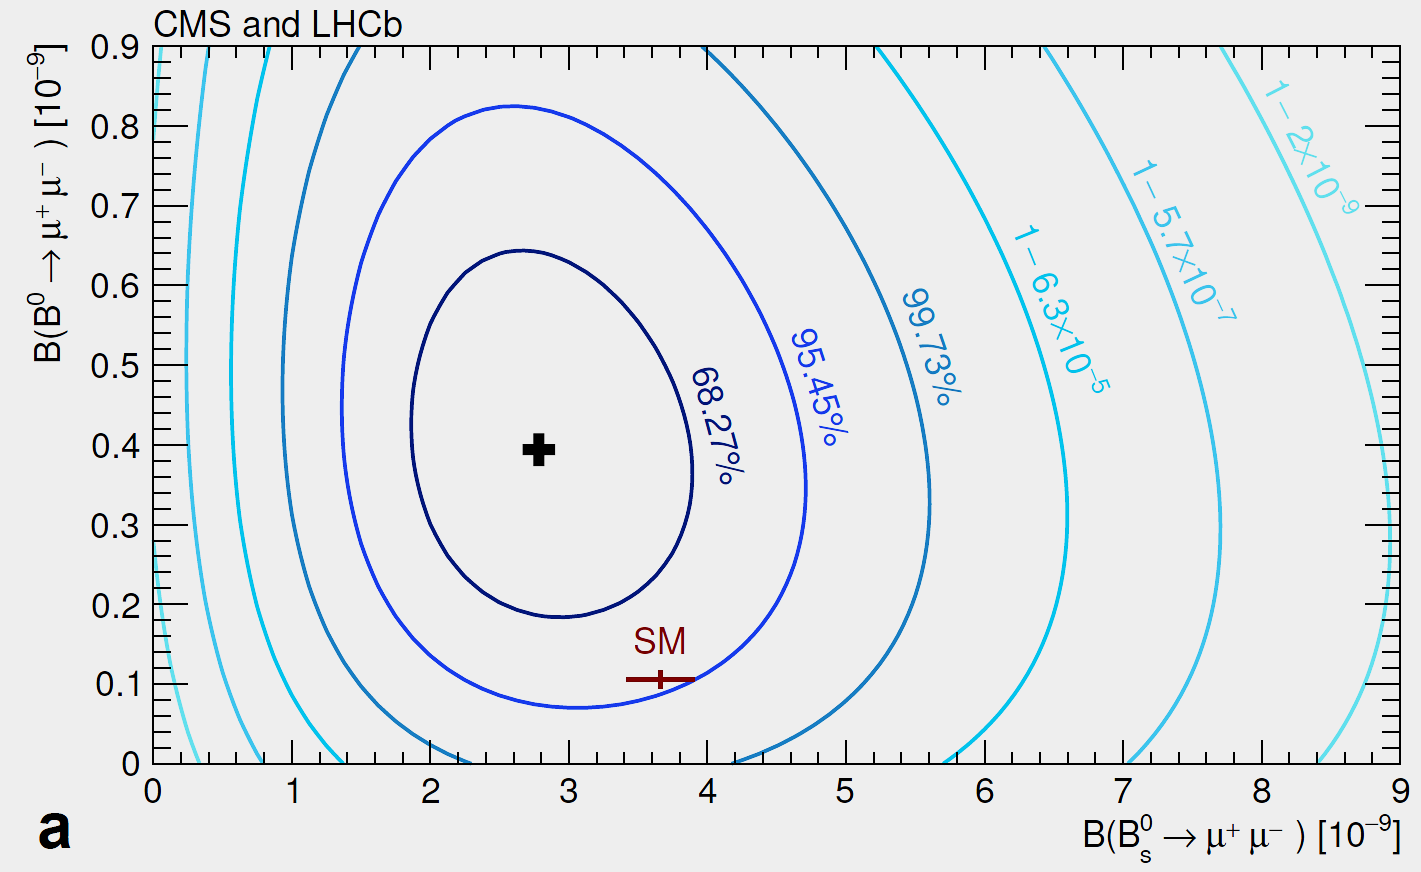 CMS and LHCb
B(B⁰ → μ⁺ μ⁻ ) [10⁻⁹]
0.9
0.8
0.7
0.6
0.5
0.4
0.3
0.2
0.1
0
68.27%
95.45%
99.73%
1 − 6.3×10⁻⁵
1 − 5.7×10⁻⁷
1 − 2×10⁻⁹
SM
0 1 2 3 4 5 6 7 8 9
B(B⁰ₛ → μ⁺ μ⁻ ) [10⁻⁹]
a